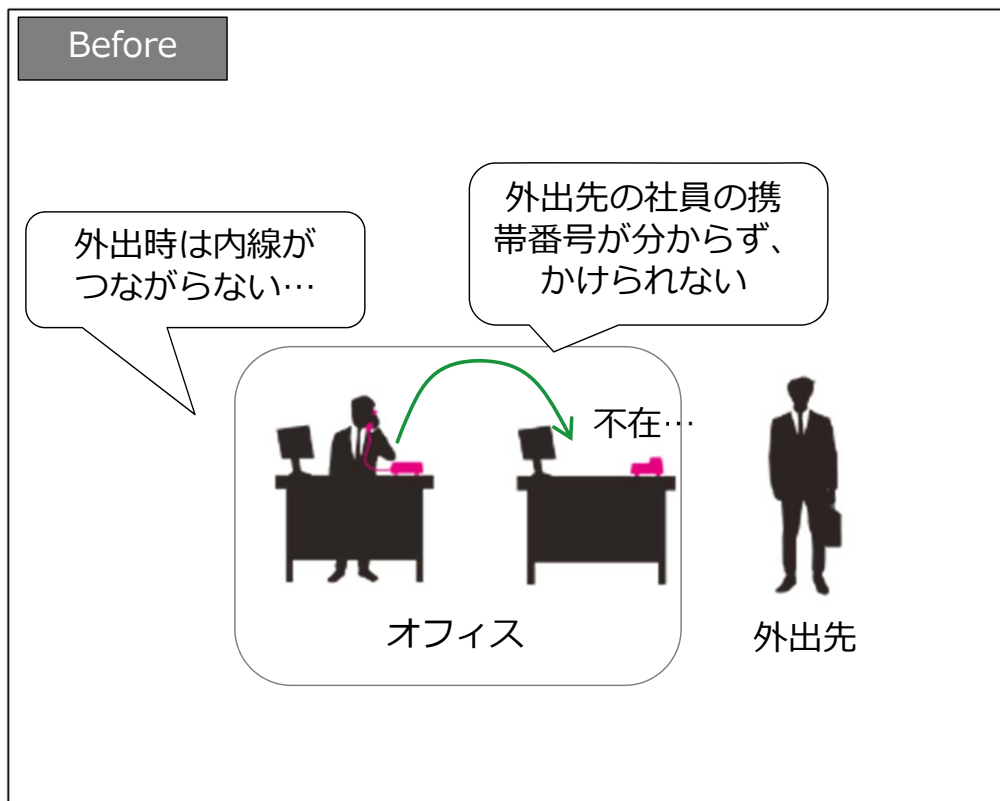 Before
外出時は内線が
つながらない…
外出先の社員の携
帯番号が分からず、
かけられない
不在…
オフィス
外出先